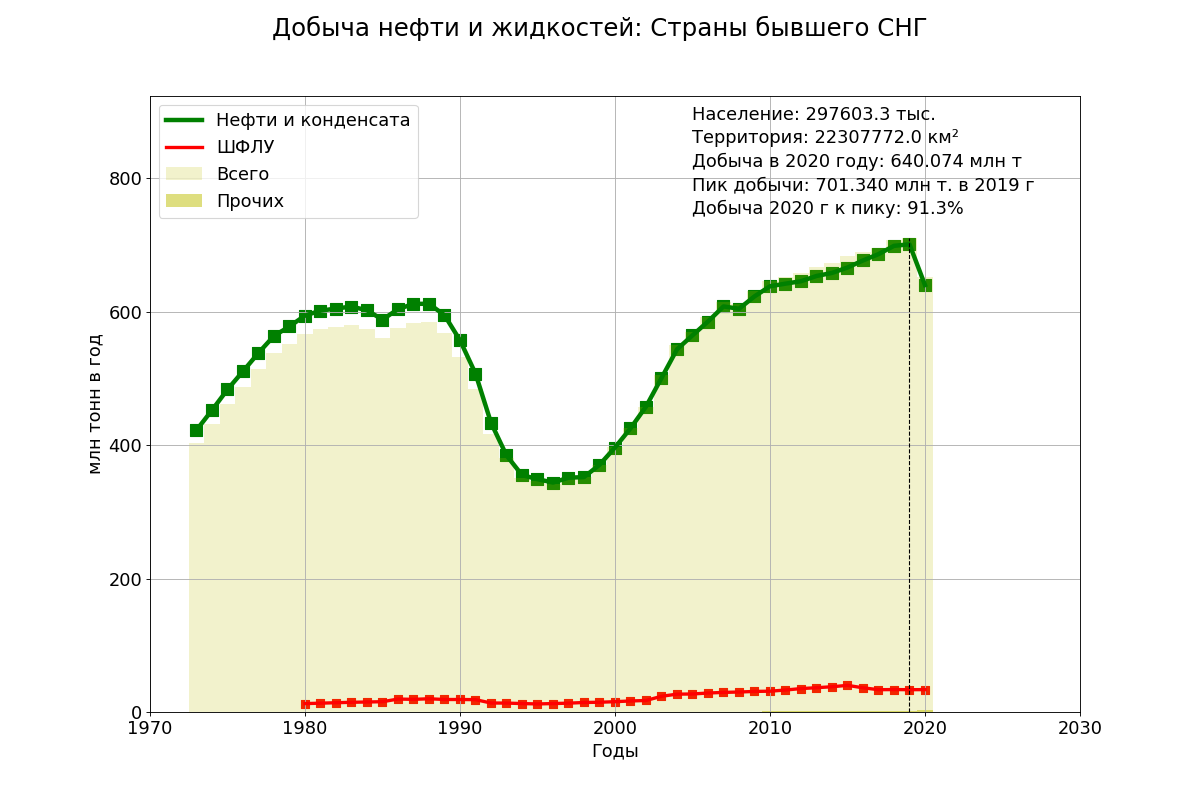 Добыча нефти и жидкостей: Страны бывшего СНГ
Нефти и конденсата
ШФЛУ
Всего
Прочих
Население: 297603.3 тыс.
Территория: 22307772.0 км²
Добыча в 2020 году: 640.074 млн т
Пик добычи: 701.340 млн т. в 2019 г
Добыча 2020 г к пику: 91.3%
800
600
400
200
0
млн тонн в год
1970 1980 1990 2000 2010 2020 2030
Годы